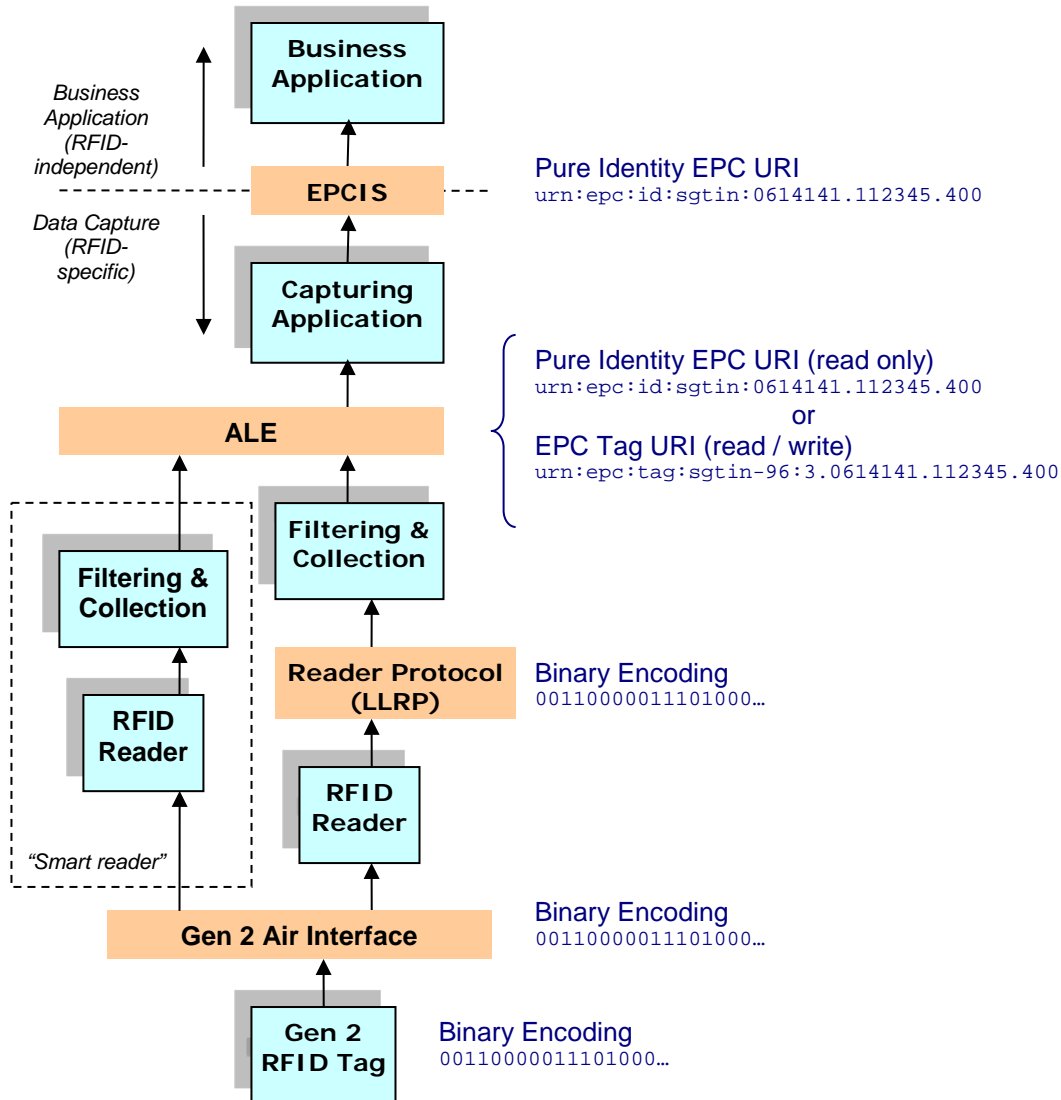 Business
Application
Business
Application
(RFID-
independent)
Pure Identity EPC URI
urn:epc:id:sgtin:0614141.112345.400
EPCIS
Data Capture
(RFID-
specific)
Capturing
Application
Pure Identity EPC URI (read only)
urn:epc:id:sgtin:0614141.112345.400
or
EPC Tag URI (read / write)
urn:epc:tag:sgtin-96:3.0614141.112345.400
ALE
Filtering &
Collection
Filtering &
Collection
Reader Protocol
(LLRP)
Binary Encoding
00110000011101000…
RFID
Reader
RFID
Reader
“Smart reader”
Gen 2 Air Interface
Binary Encoding
00110000011101000…
Gen 2
RFID Tag
Binary Encoding
00110000011101000…